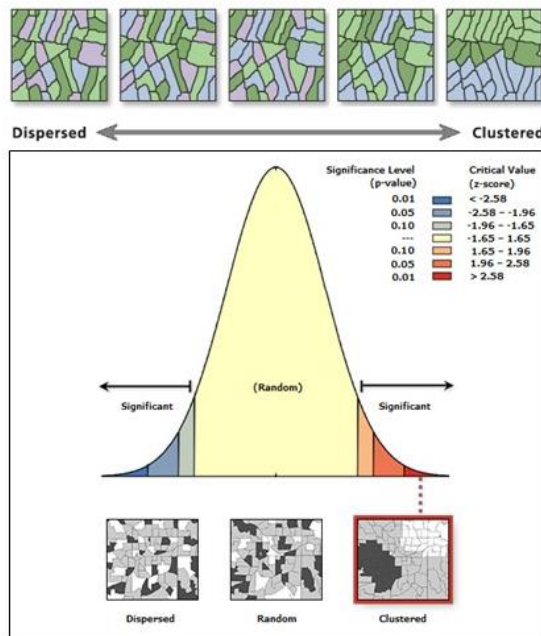 Dispersed Clustered
Significance Level Critical Value
(p-value) (z-score)
0.01 < -2.58
0.05 -2.58 – -1.96
0.10 -1.96 – -1.65
--- -1.65 – 1.65
0.10 1.65 – 1.96
0.05 1.96 – 2.58
0.01 > 2.58
Significant (Random) Significant
Dispersed Random Clustered